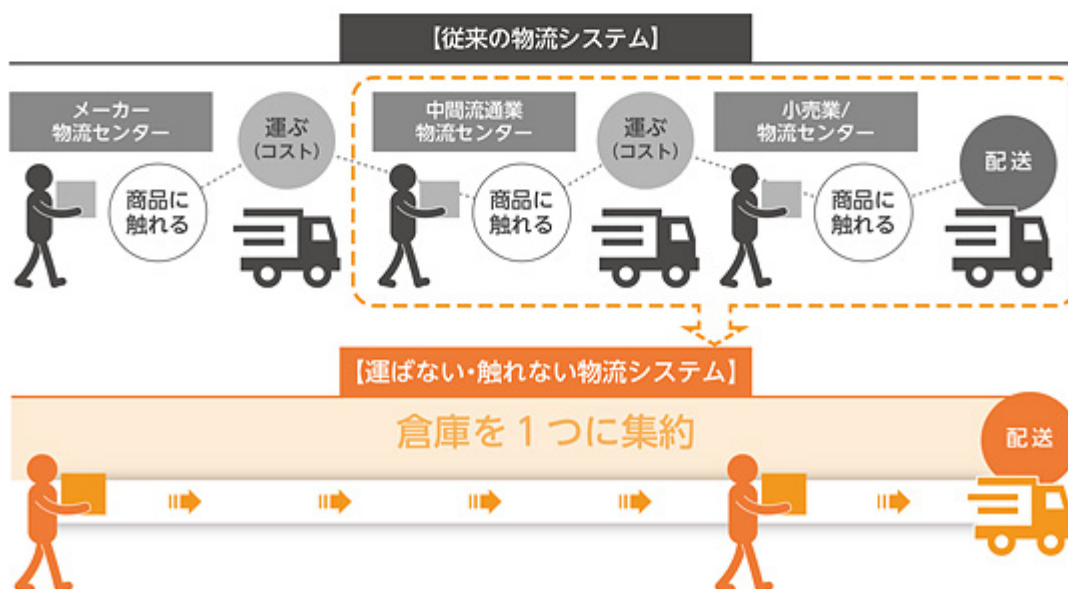 【従来の物流システム】
メーカー
物流センター
運ぶ
(コスト)
中間流通業
物流センター
運ぶ
(コスト)
小売業/
物流センター
配送
商品に
触れる
商品に
触れる
商品に
触れる
【運ばない・触れない物流システム】
倉庫を1つに集約
配送